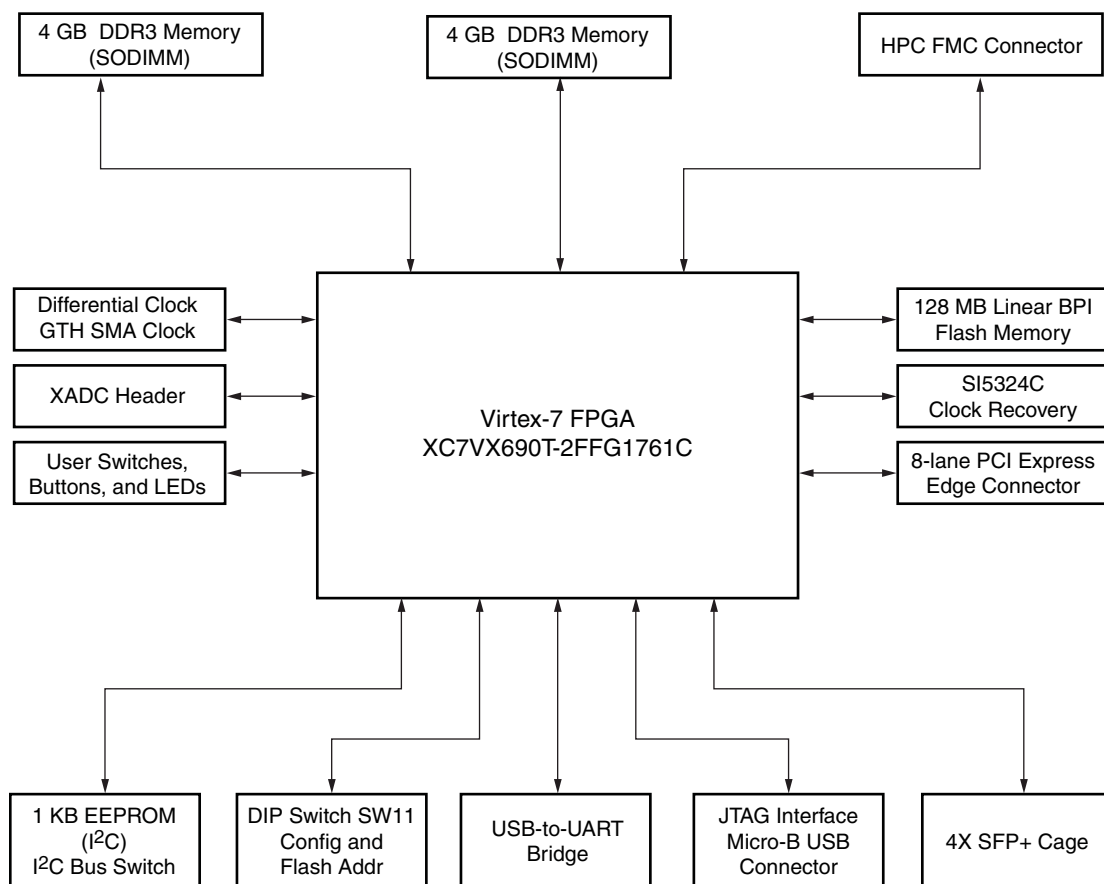 4 GB DDR3 Memory
(SODIMM)
4 GB DDR3 Memory
(SODIMM)
HPC FMC Connector
Differential Clock
GTH SMA Clock
128 MB Linear BPI
Flash Memory
XADC Header
SI5324C
Clock Recovery
Virtex-7 FPGA
XC7VX690T-2FFG1761C
User Switches,
Buttons, and LEDs
8-lane PCI Express
Edge Connector
1 KB EEPROM
(I²C)
I²C Bus Switch
DIP Switch SW11
Config and
Flash Addr
USB-to-UART
Bridge
JTAG Interface
Micro-B USB
Connector
4X SFP+ Cage